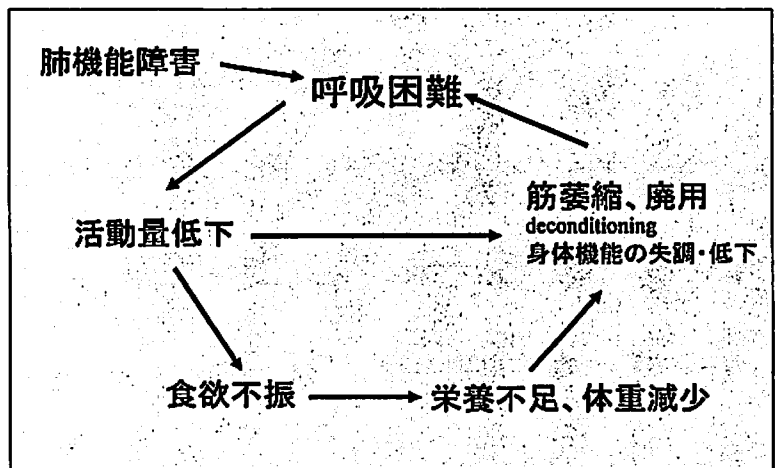 肺機能障害
呼吸困難
活動量低下
筋萎縮、廃用
deconditioning
身体機能の失調・低下
食欲不振
栄養不足、体重減少